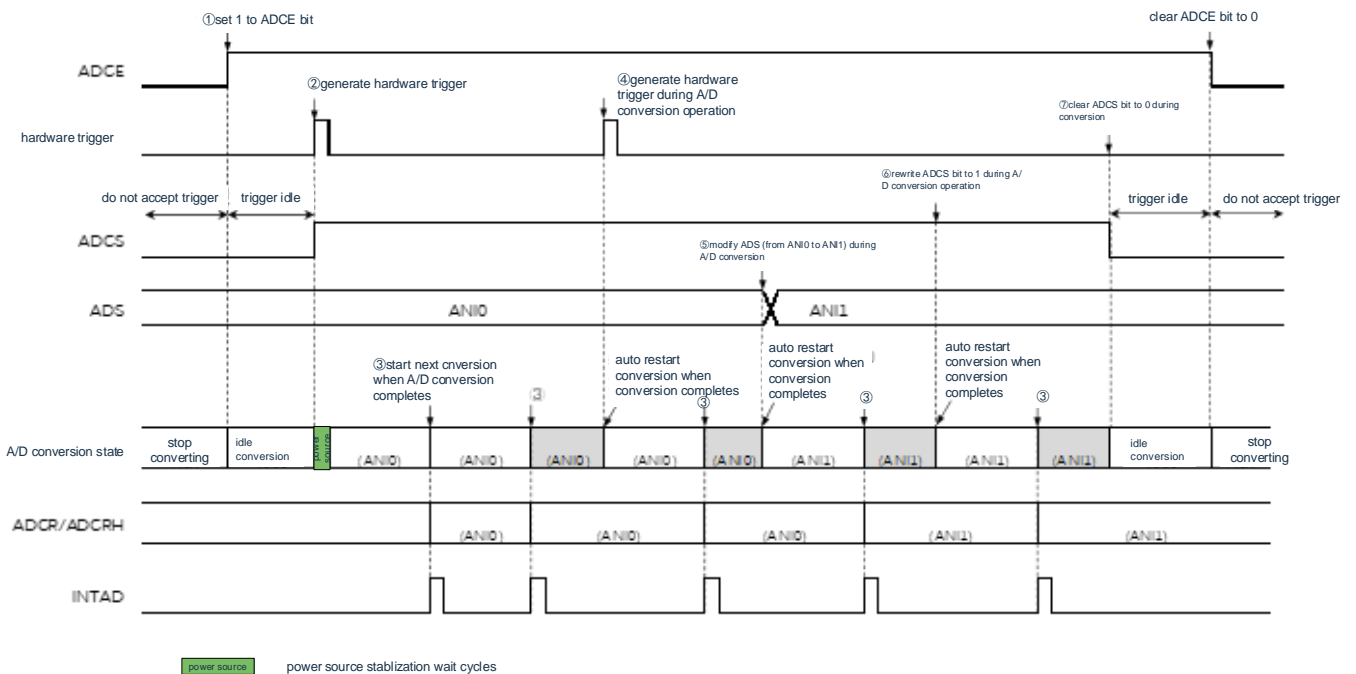 ①set 1 to ADCE bit
clear ADCE bit to 0
ADCE
②generate hardware trigger
④generate hardware
trigger during A/D
conversion operation
⑦clear ADCS bit to 0 during
conversion
hardware trigger
⑥rewrite ADCS bit to 1 during A/
D conversion operation
do not accept trigger
trigger idle
trigger idle
do not accept trigger
ADCS
⑤modify ADS (from ANI0 to ANI1) during
A/D conversion
ADS
ANI0
ANI1
③start next cnversion
when A/D conversion
completes
③
auto restart
conversion when
conversion completes
③
auto restart
conversion when
conversion
completes
③
auto restart
conversion when
conversion
completes
③
A/D conversion state
stop
converting
idle
conversion
power
source
(ANI0)
(ANI0)
(ANI0)
(ANI0)
(ANI0)
(ANI1)
(ANI1)
(ANI1)
(ANI1)
idle
conversion
stop
converting
ADCR/ADCRH
(ANI0)
(ANI0)
(ANI0)
(ANI1)
(ANI1)
INTAD
power source
power source stablization wait cycles